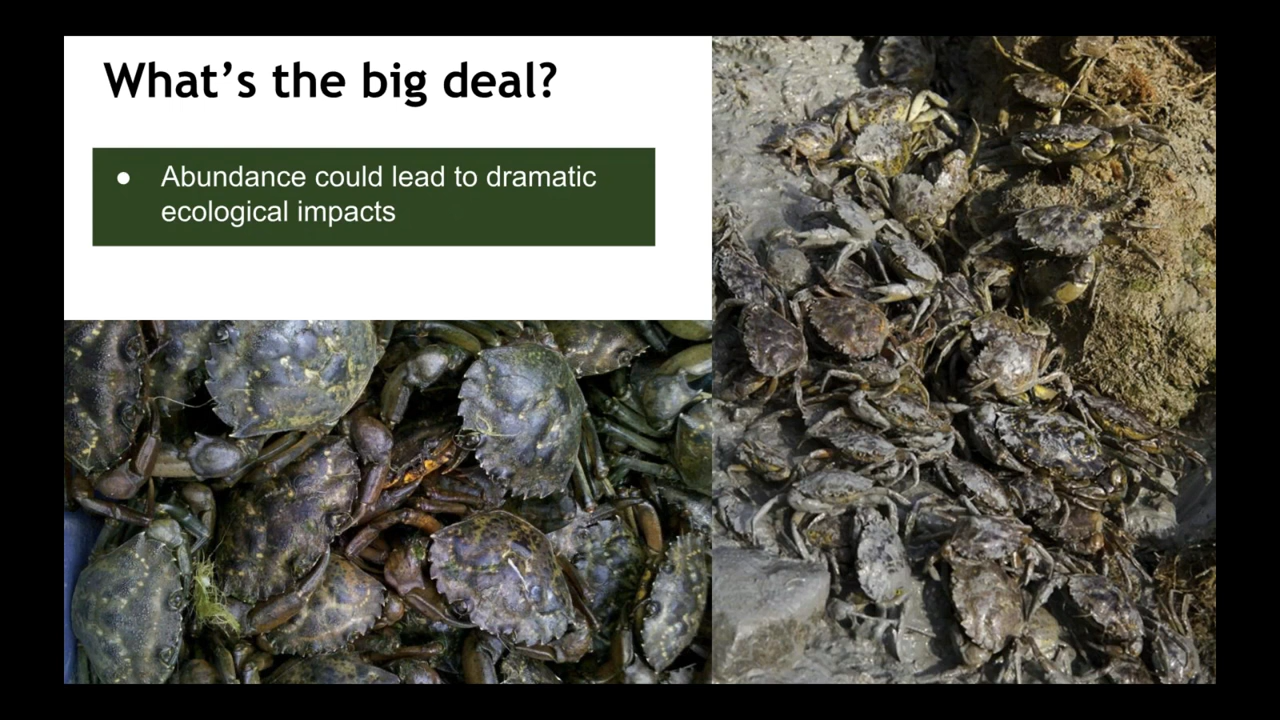 What’s the big deal?
● Abundance could lead to dramatic
ecological impacts